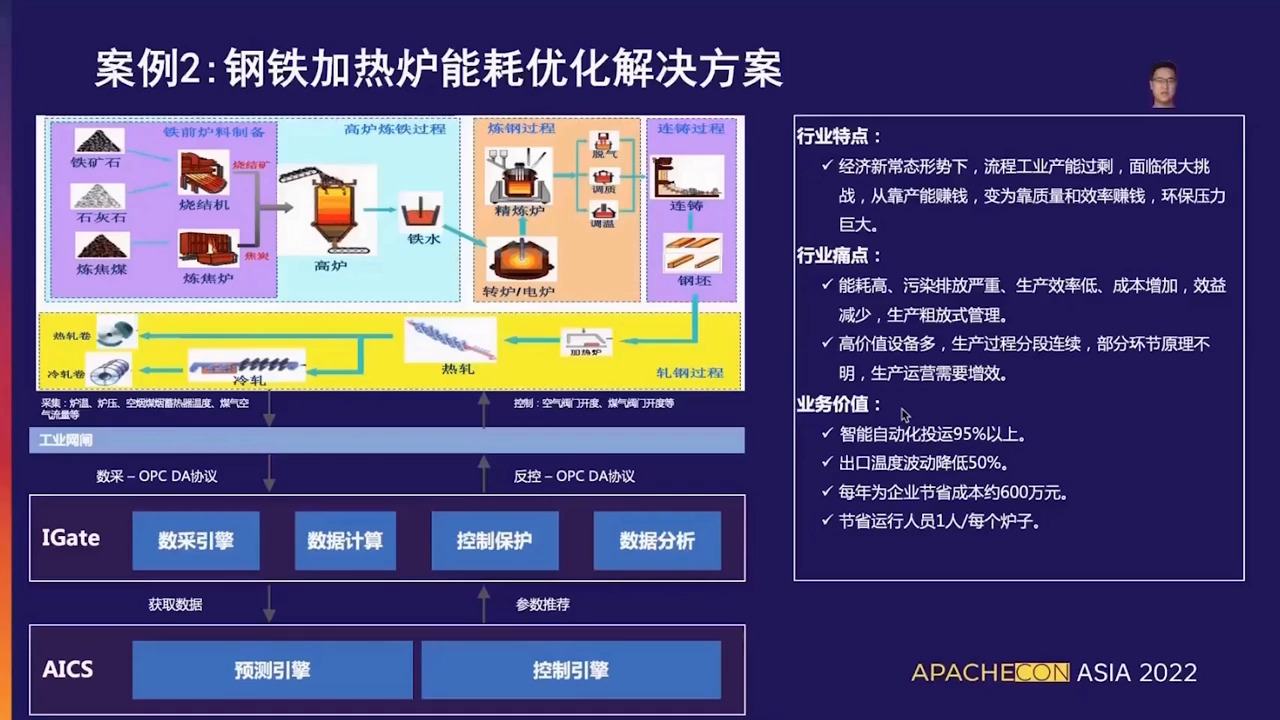 案例2:钢铁加热炉能耗优化解决方案
铁前炉料制备
高炉炼铁过程
炼钢过程
连铸过程
铁矿石
烧结矿
石灰石
烧结机
炼焦煤
炼焦炉
焦炭
高炉
铁水
精炼炉
转炉/电炉
脱气
调质
调温
连铸
钢坯
热轧卷
冷轧卷
冷轧
热轧
加热炉
轧钢过程
采集：炉温、炉压、空烟煤烟蓄热器温度、煤气空
气流量等
控制：空气阀门开度、煤气阀门开度等
工业网闸
数采 – OPC DA协议
反控 – OPC DA协议
IGate
数采引擎
数据计算
控制保护
数据分析
获取数据
参数推荐
AICS
预测引擎
控制引擎
行业特点：
✓ 经济新常态形势下，流程工业产能过剩，面临很大挑
战，从靠产能赚钱，变为靠质量和效率赚钱，环保压力
巨大。
行业痛点：
✓ 能耗高、污染排放严重、生产效率低、成本增加，效益
减少，生产粗放式管理。
✓ 高价值设备多，生产过程分段连续，部分环节原理不
明，生产运营需要增效。
业务价值：
✓ 智能自动化投运95%以上。
✓ 出口温度波动降低50%。
✓ 每年为企业节省成本约600万元。
✓ 节省运行人员1人/每个炉子。
APACHECON ASIA 2022